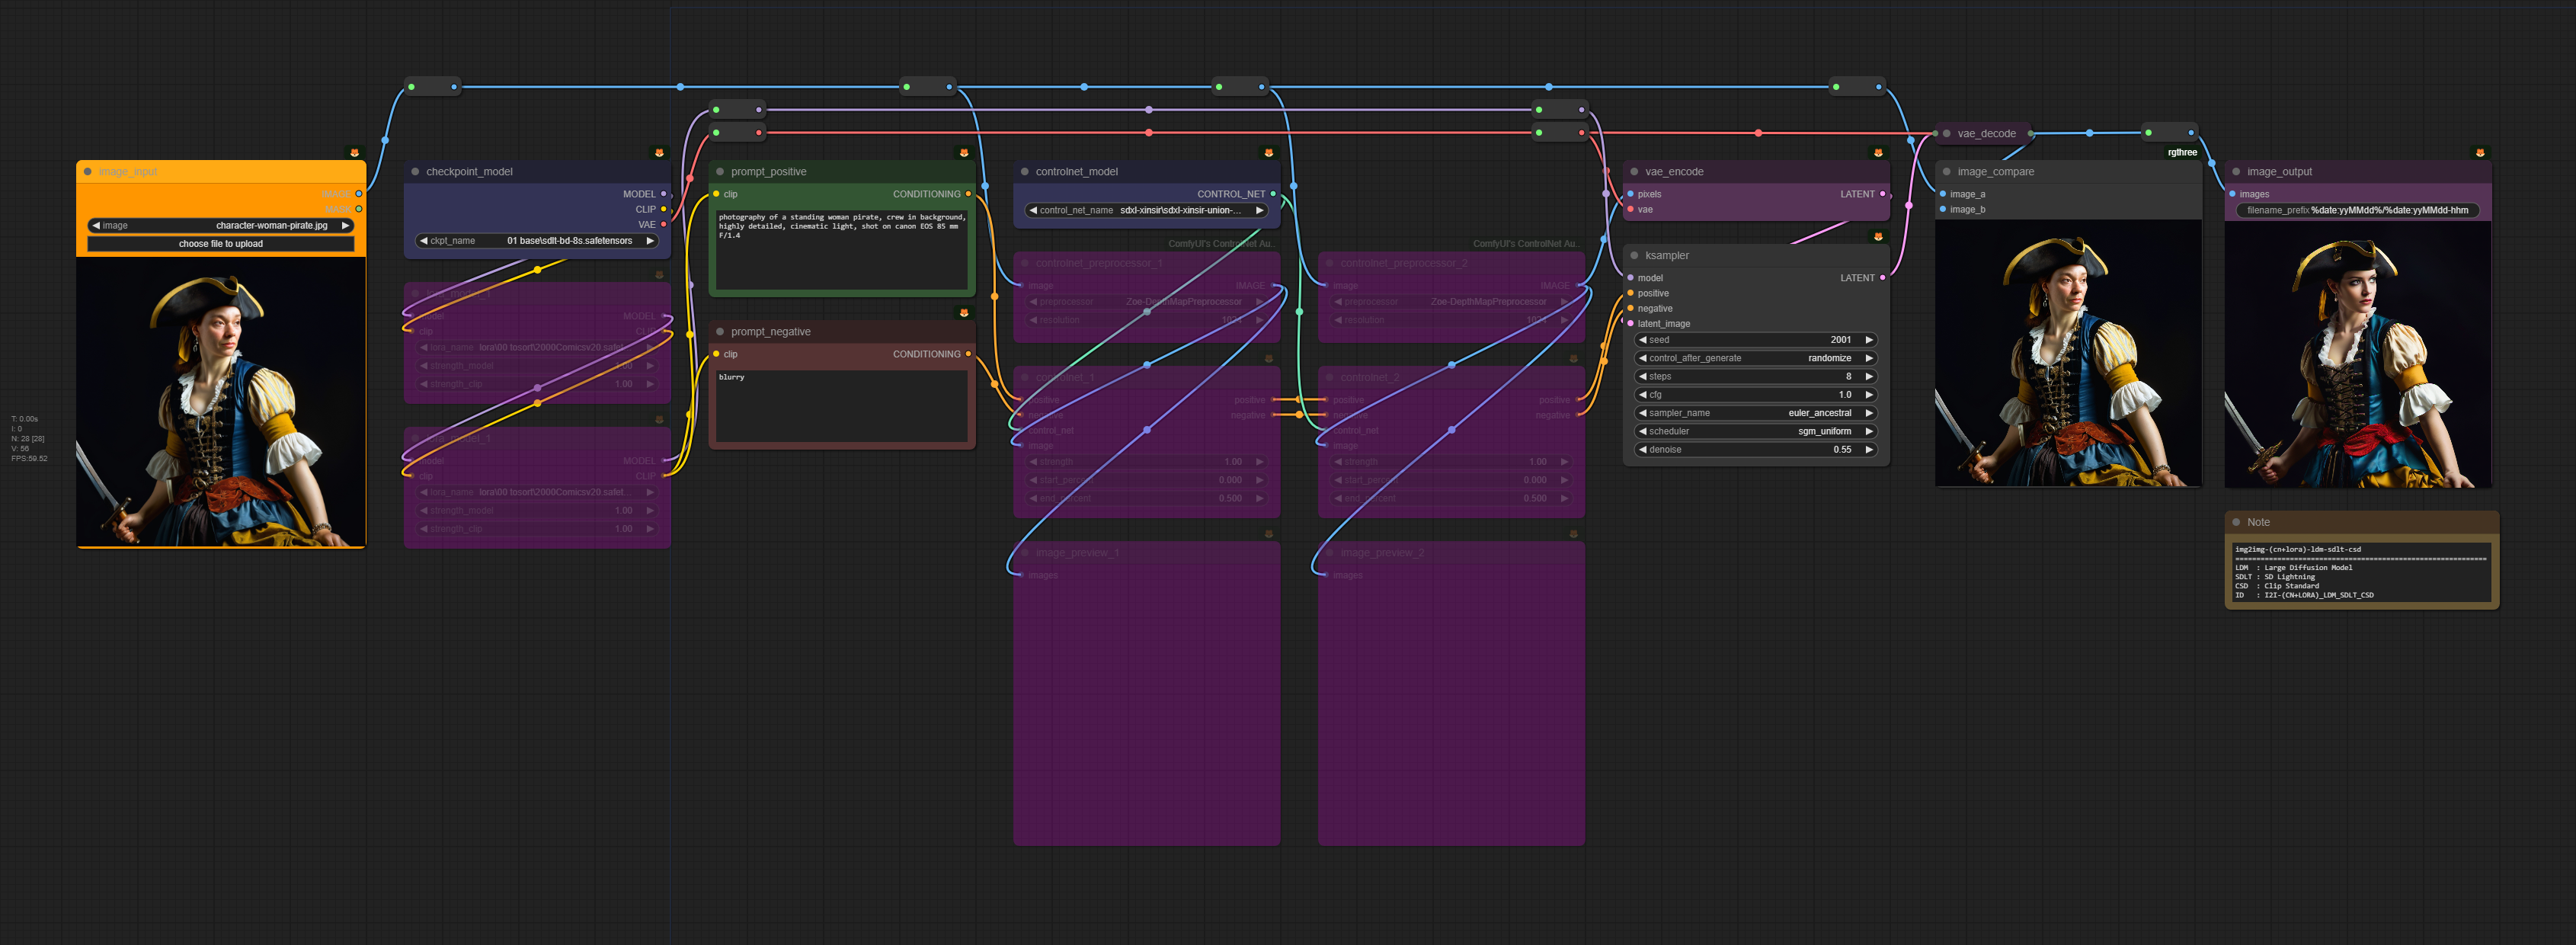 image_input
IMAGE
MASK
image character-woman-pirate.jpg
choose file to upload
T: 0.00s
I: 0
N: 28 [28]
V: 56
FPS:59.52
checkpoint_model
MODEL
CLIP
VAE
ckpt_name 01 base\sdlt-bd-8s.safetensors
model MODEL
clip CLIP
lora_name lora\00 tosort\2000Comicsv20.safet...
strength_model 1.00
strength_clip 1.00
model MODEL
clip CLIP
lora_name lora\00 tosort\2000Comicsv20.safet...
strength_model 1.00
strength_clip 1.00
prompt_positive
clip CONDITIONING
photography of a standing woman pirate, crew in background,
highly detailed, cinematic light, shot on canon EOS 85 mm
F/1.4
prompt_negative
clip CONDITIONING
blurry
controlnet_model
CONTROL_NET
control_net_name sdxl-xinsir\sdxl-xinsir-union-...
ComfyUI's ControlNet Au...
controlnet_preprocessor_1
image IMAGE
preprocessor Zoe-DepthMapPreprocessor
resolution 1024
controlnet_1
positive positive
negative negative
control_net
image
strength 1.00
start_percent 0.000
end_percent 0.500
image_preview_1
images
ComfyUI's ControlNet Au...
controlnet_preprocessor_2
image IMAGE
preprocessor Zoe-DepthMapPreprocessor
resolution 1024
controlnet_2
positive positive
negative negative
control_net
image
strength 1.00
start_percent 0.000
end_percent 0.500
image_preview_2
images
vae_encode
pixels LATENT
vae
ksampler
model LATENT
positive
negative
latent_image
seed 2001
control_after_generate randomize
steps 8
cfg 1.0
sampler_name euler_ancestral
scheduler sgm_uniform
denoise 0.55
vae_decode
rgthree
image_compare
image_a
image_b
image_output
images
filename_prefix %date:yyMMdd%/%date:yyMMdd-hhm
Note
img2img-(cn+lora)-ldm-sdlt-csd
LDM : Large Diffusion Model
SDLT : SD Lightning
CSD : Clip Standard
ID : I2I-(CN+LORA)_LDM_SDLT_CSD